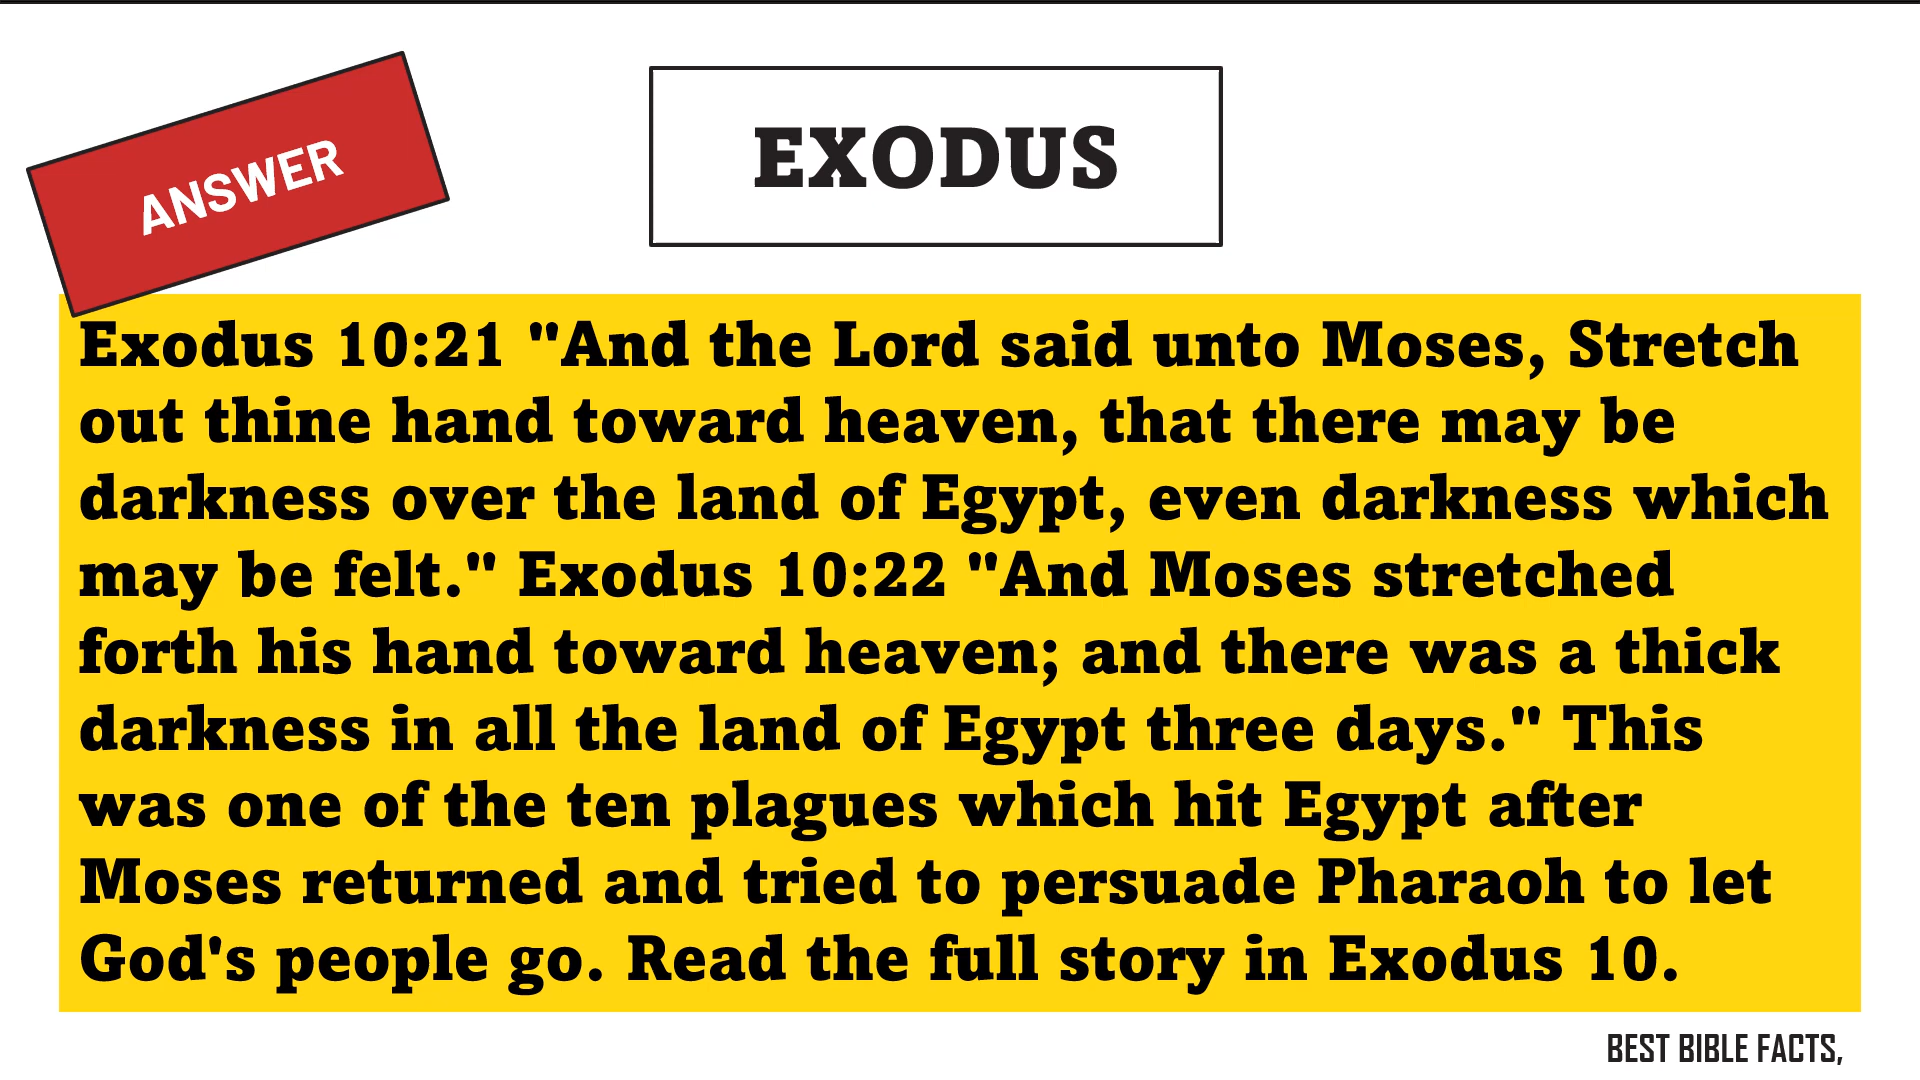 ANSWER
EXODUS
Exodus 10:21 "And the Lord said unto Moses, Stretch
out thine hand toward heaven, that there may be
darkness over the land of Egypt, even darkness which
may be felt." Exodus 10:22 "And Moses stretched
forth his hand toward heaven; and there was a thick
darkness in all the land of Egypt three days." This
was one of the ten plagues which hit Egypt after
Moses returned and tried to persuade Pharaoh to let
God's people go. Read the full story in Exodus 10.
BEST BIBLE FACTS,